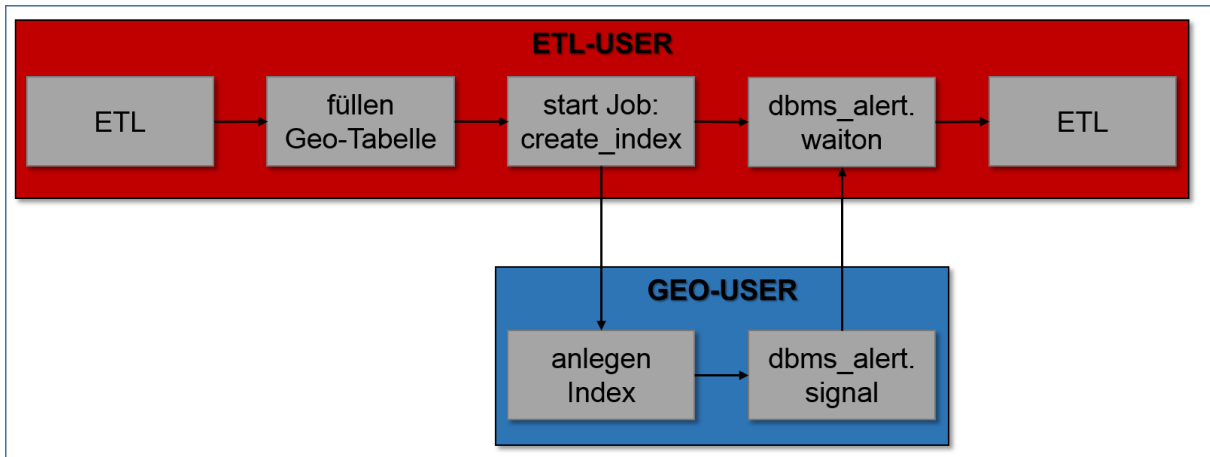 ETL-USER
ETL
füllen
Geo-Tabelle
start Job:
create_index
dbms_alert.
waiton
ETL
GEO-USER
anlegen
Index
dbms_alert.
signal